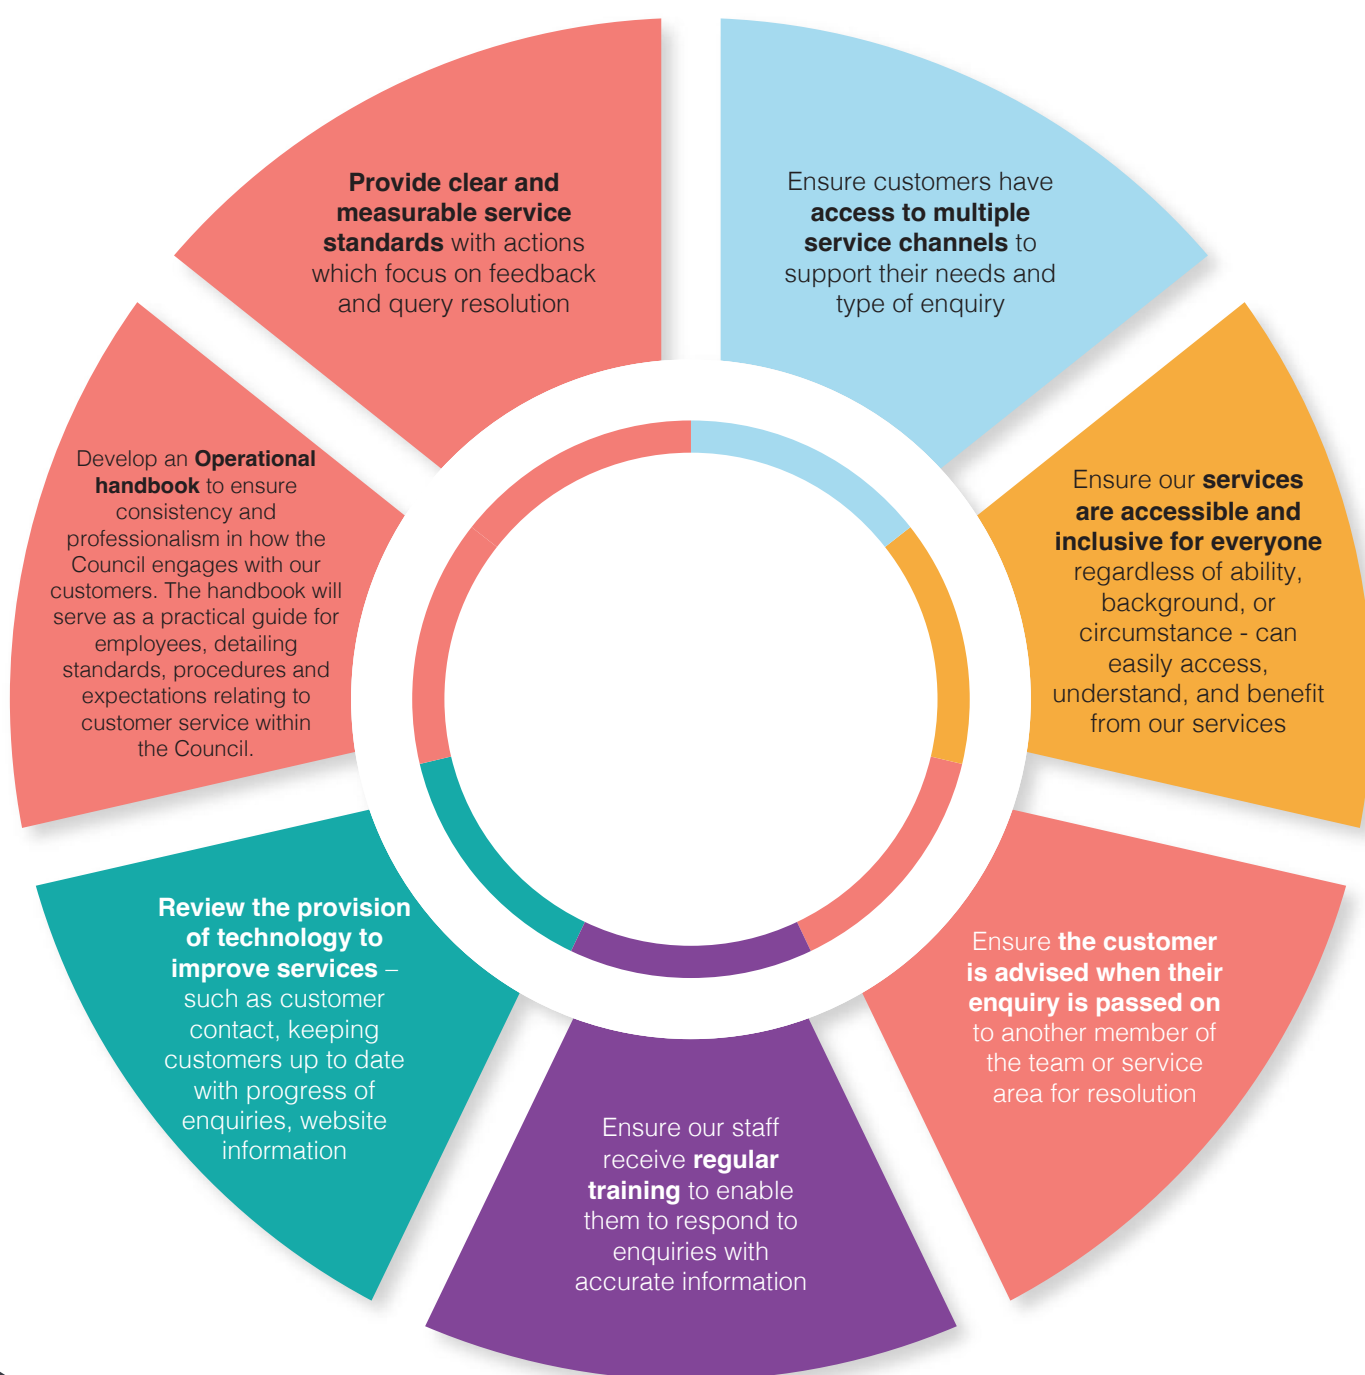 Provide clear and
measurable service
standards with actions
which focus on feedback
and query resolution
Ensure customers have
access to multiple
service channels to
support their needs and
type of enquiry
Ensure our services
are accessible and
inclusive for everyone
regardless of ability,
background, or
circumstance - can
easily access,
understand, and benefit
from our services
Ensure the customer
is advised when their
enquiry is passed on
to another member of
the team or service
area for resolution
Ensure our staff
receive regular
training to enable
them to respond to
enquiries with
accurate information
Review the provision
of technology to
improve services –
such as customer
contact, keeping
customers up to date
with progress of
enquiries, website
information
Develop an Operational
handbook to ensure
consistency and
professionalism in how the
Council engages with our
customers. The handbook will
serve as a practical guide for
employees, detailing
standards, procedures and
expectations relating to
customer service within
the Council.